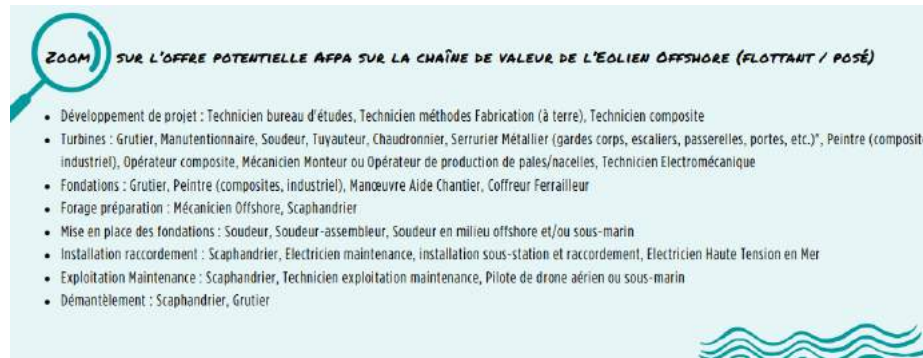 Zoom sur l'offre potentielle Afpa sur la chaîne de valeur de l'Eolien Offshore (flottant / posé)
• Développement de projet : Technicien bureau d'études, Technicien méthodes Fabrication (à terre), Technicien composite
• Turbines : Grutier, Manutentionnaire, Soudeur, Tuyauteur, Chaudronnier, Serrurier Métallier (gardes corps, escaliers, passerelles, portes, etc.)*, Peintre (composit
industriel), Opérateur composite, Mécanicien Monteur ou Opérateur de production de pales/nacelles, Technicien Electromécanique
• Fondations : Grutier, Peintre (composites, industriel), Manœuvre Aide Chantier, Coffreur Ferrailleur
• Forage préparation : Mécanicien Offshore, Scaphandrier
• Mise en place des fondations : Soudeur, Soudeur-assembleur, Soudeur en milieu offshore et/ou sous-marin
• Installation raccordement : Scaphandrier, Electricien maintenance, installation sous-station et raccordement, Electricien Haute Tension en Mer
• Exploitation Maintenance : Scaphandrier, Technicien exploitation maintenance, Pilote de drone aérien ou sous-marin
• Démantèlement : Scaphandrier, Grutier